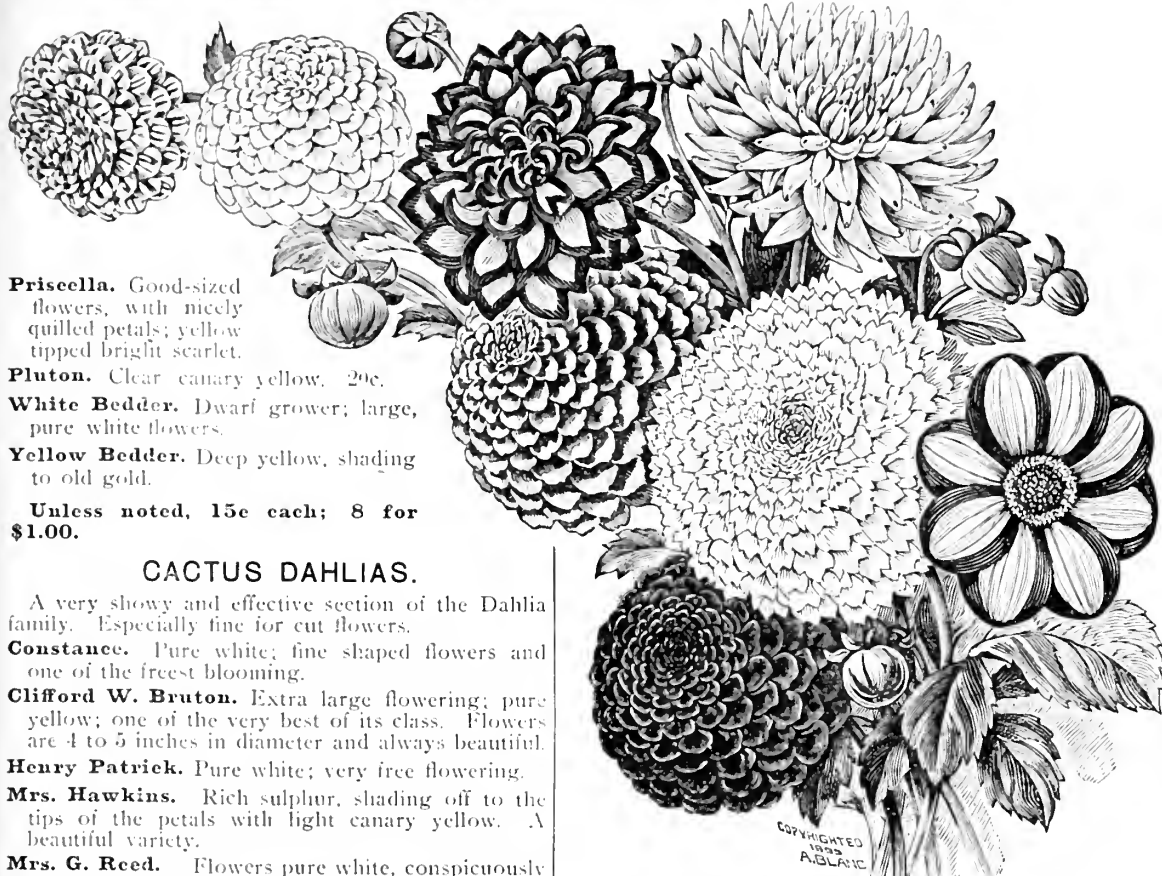 Priscella. Good-sized
flowers, with nicely
quilled petals; yellow
tipped bright scarlet.
Pluton. Clear canary yellow. 20c.
White Bedder. Dwarf grower; large,
pure white flowers.
Yellow Bedder. Deep yellow, shading
to old gold.
Unless noted, 15c each; 8 for
$1.00.
CACTUS DAHLIAS.
A very showy and effective section of the Dahlia
family. Especially fine for cut flowers.
Constance. Pure white; fine shaped flowers and
one of the freest blooming.
Clifford W. Bruton. Extra large flowering; pure
yellow; one of the very best of its class. Flowers
are 4 to 5 inches in diameter and always beautiful.
Henry Patrick. Pure white; very free flowering.
Mrs. Hawkins. Rich sulphur, shading off to the
tips of the petals with light canary yellow. A
beautiful variety.
Mrs. G. Reed. Flowers pure white, conspicuously
COPYRIGHTED
1899
A. BLANC